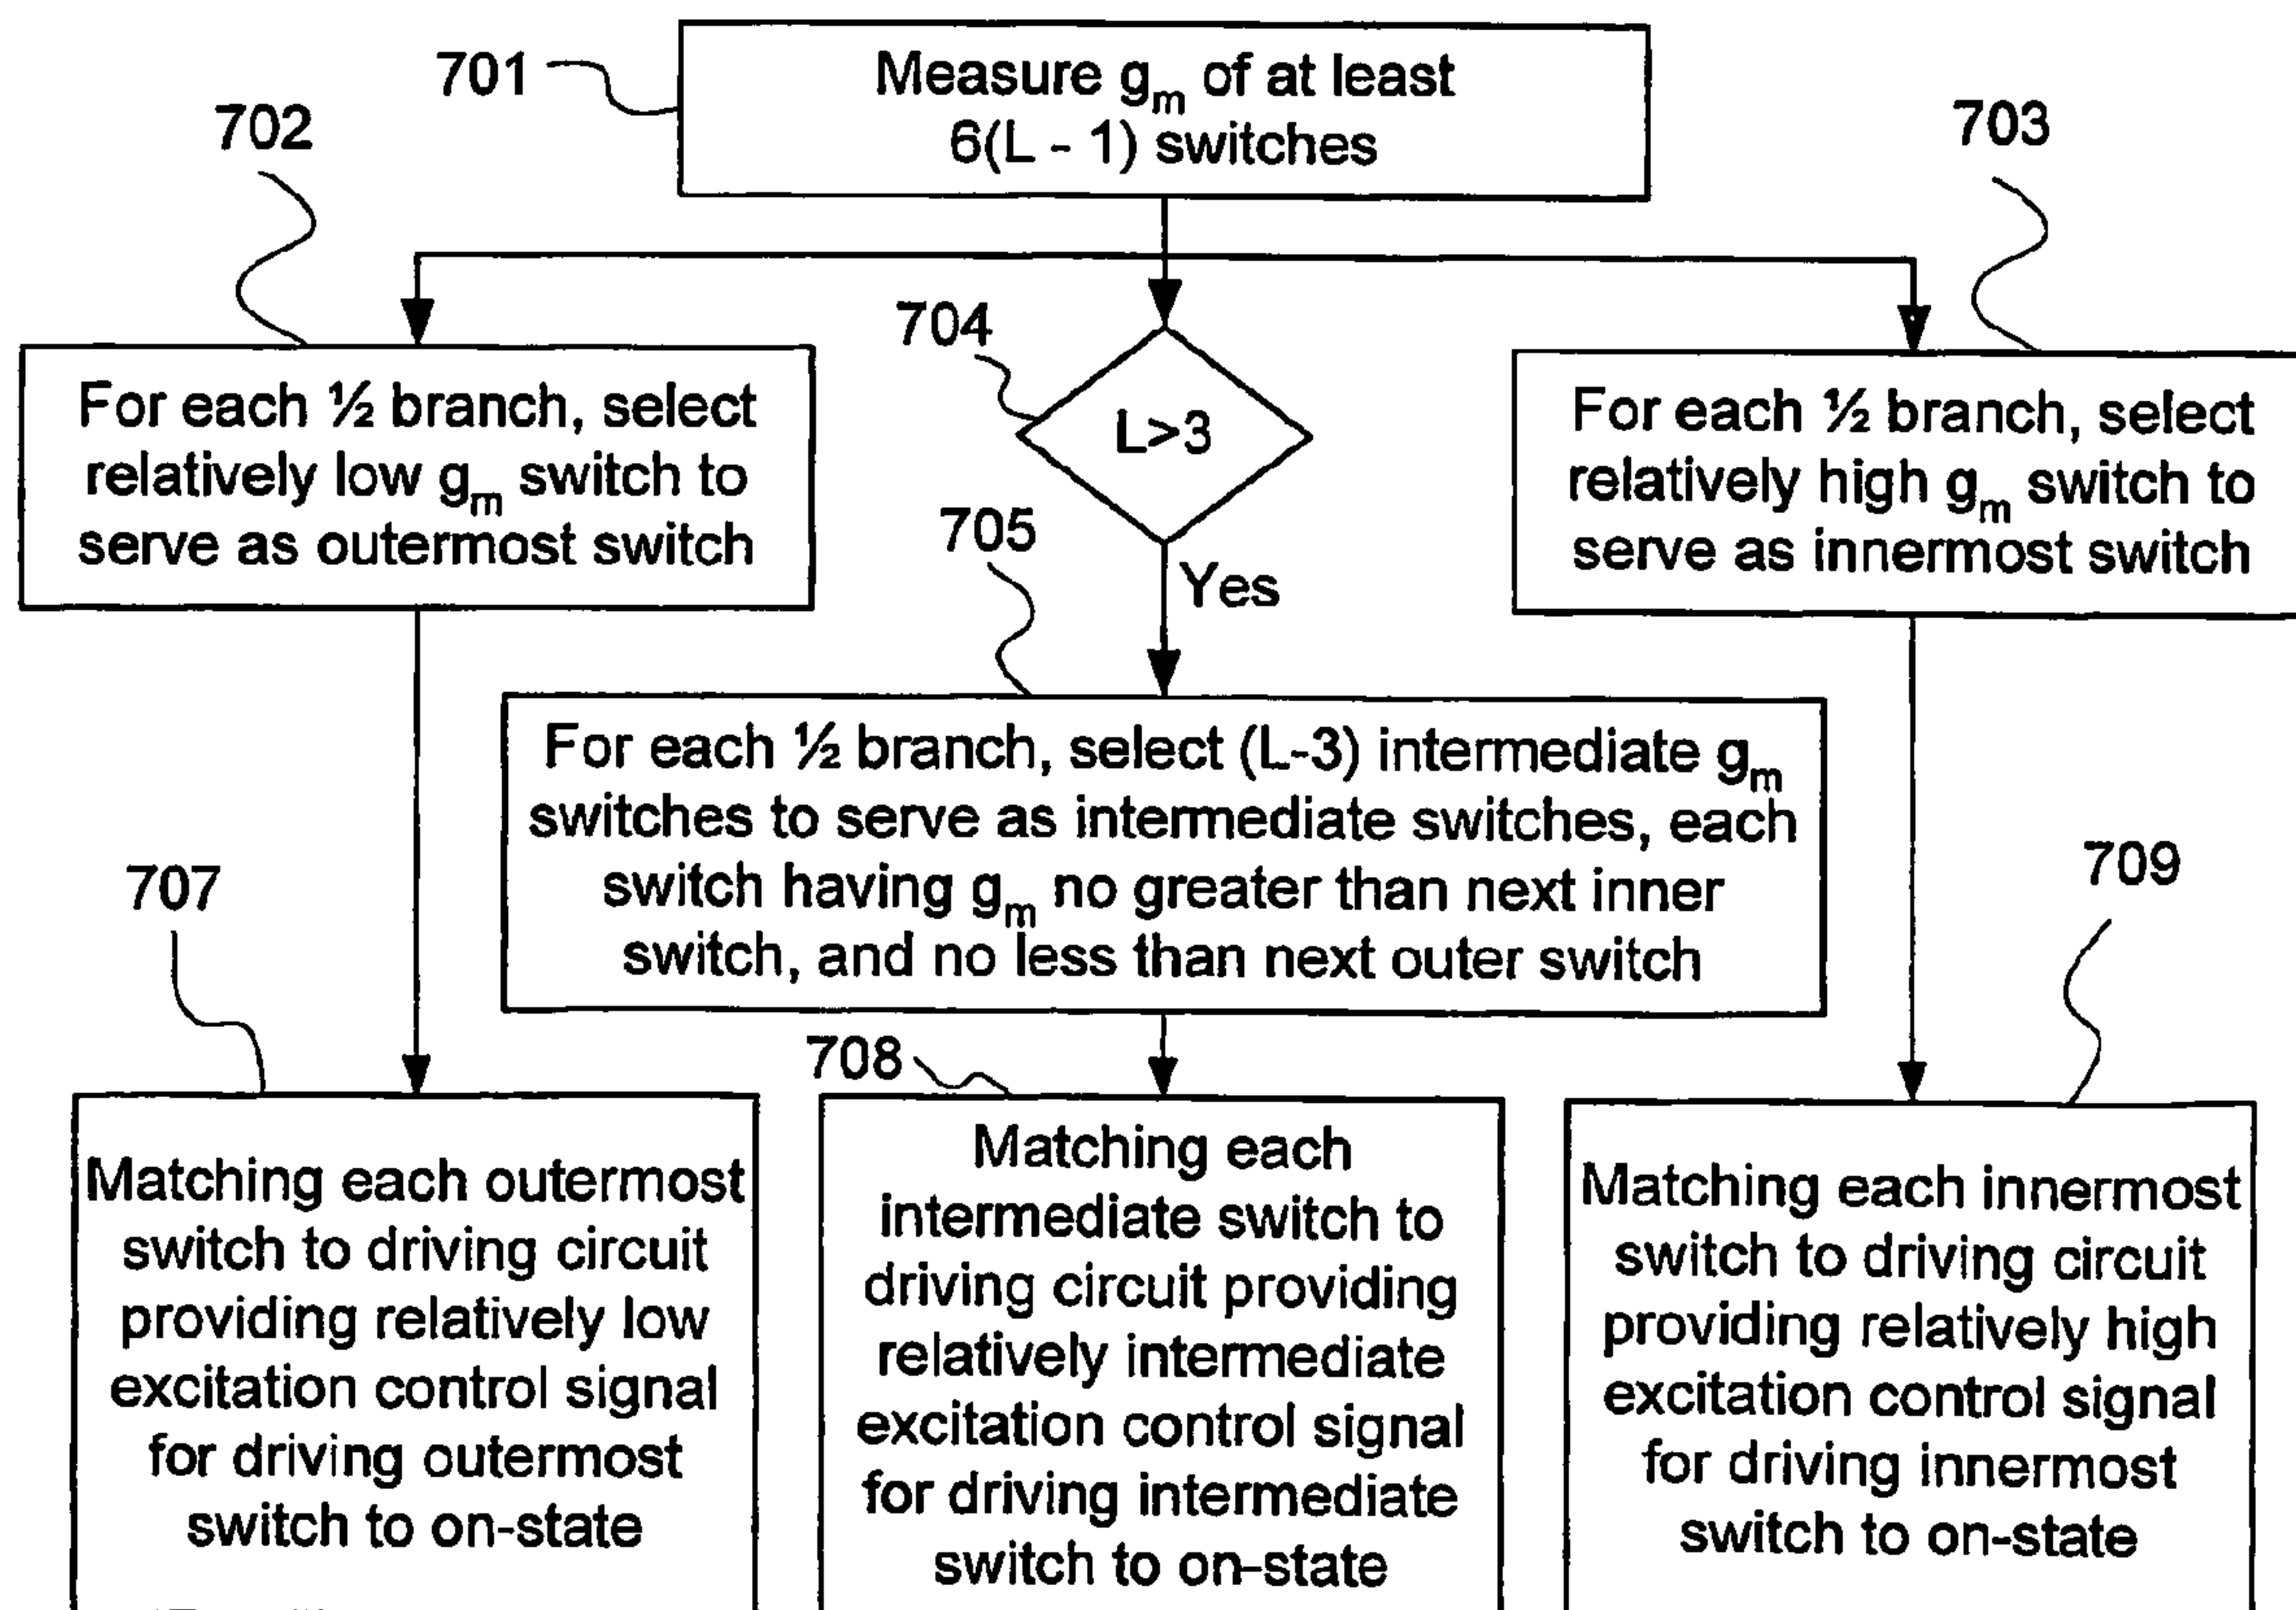 701
Measure gm of at least
6(L - 1) switches
702
703
704
L>3
For each ½ branch, select
relatively low gm switch to
serve as outermost switch
For each ½ branch, select
relatively high gm switch to
serve as innermost switch
705
Yes
For each ½ branch, select (L-3) intermediate gm
switches to serve as intermediate switches, each
switch having gm no greater than next inner
switch, and no less than next outer switch
707
708
709
Matching each outermost
switch to driving circuit
providing relatively low
excitation control signal
for driving outermost
switch to on-state
Matching each
intermediate switch to
driving circuit providing
relatively intermediate
excitation control signal
for driving intermediate
switch to on-state
Matching each innermost
switch to driving circuit
providing relatively high
excitation control signal
for driving innermost
switch to on-state